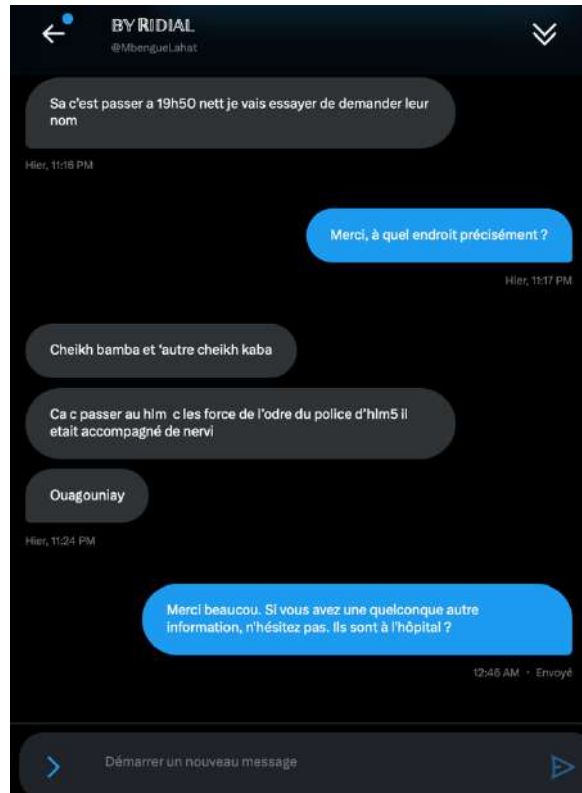 BY RIDIAL
@MbengueLahat
Sa c'est passer a 19h50 nett je vais essayer de demander leur
nom
Hier, 11:16 PM
Merci, à quel endroit précisément ?
Hier, 11:17 PM
Cheikh bamba et 'autre cheikh kaba
Ca c passer au hlm c les force de l'odre du police d'hlm5 il
etait accompagné de nervi
Ouagouniay
Hier, 11:24 PM
Merci beaucou. Si vous avez une quelconque autre
information, n'hésitez pas. Ils sont à l'hôpital ?
12:46 AM · Envoyé
Démarrer un nouveau message